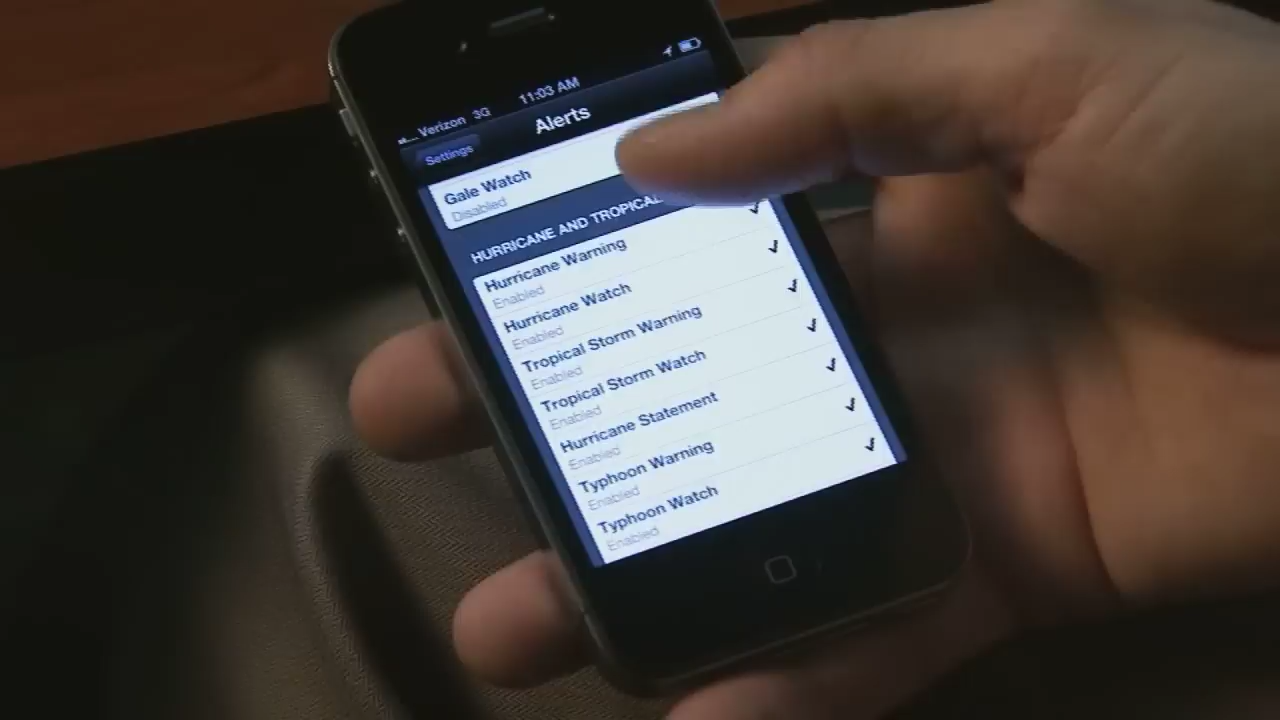 Verizon 3G 11:03 AM
Settings Alerts
Gale Watch
Disabled
HURRICANE AND TROPICAL
Hurricane Warning
Enabled
Hurricane Watch
Enabled
Tropical Storm Warning
Enabled
Tropical Storm Watch
Enabled
Hurricane Statement
Enabled
Typhoon Warning
Enabled
Typhoon Watch
Enabled